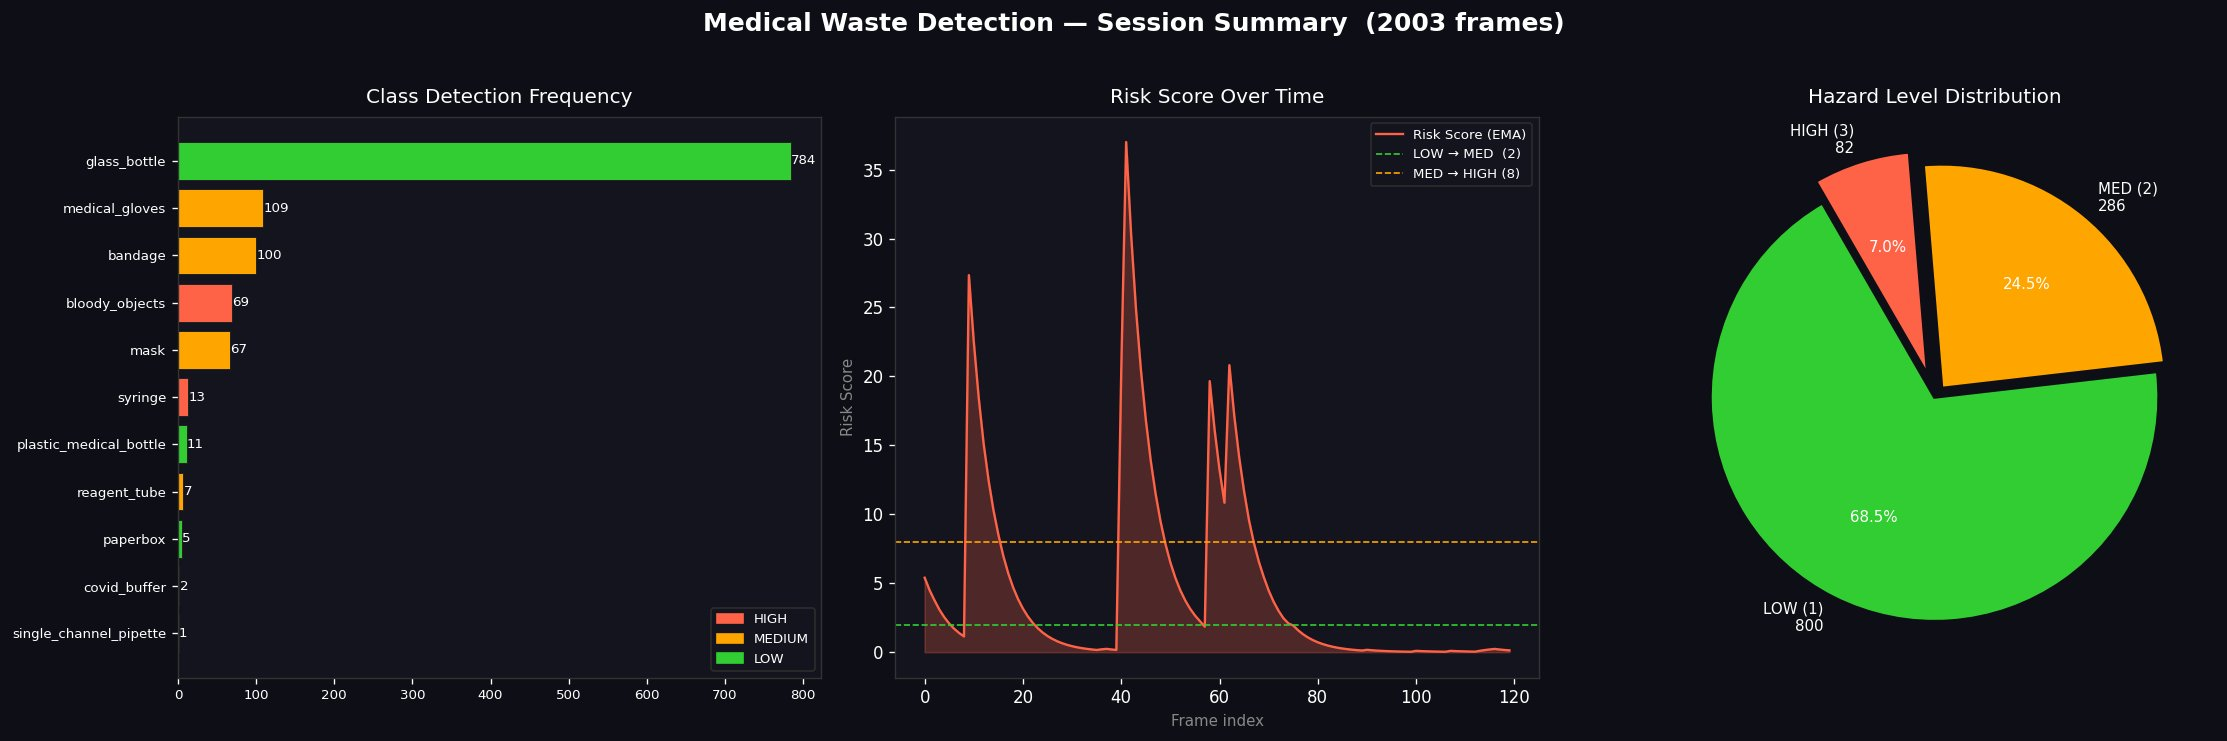 Medical Waste Detection — Session Summary  (2003 frames)
Class Detection Frequency
glass_bottle
784
medical_gloves
109
bandage
100
bloody_objects
69
mask
67
syringe
13
plastic_medical_bottle
11
reagent_tube
7
paperbox
5
covid_buffer
2
single_channel_pipette
1
HIGH
MEDIUM
LOW
0 100 200 300 400 500 600 700 800
Risk Score Over Time
Risk Score (EMA)
LOW → MED  (2)
MED → HIGH (8)
Risk Score
35
30
25
20
15
10
5
0
0 20 40 60 80 100 120
Frame index
Hazard Level Distribution
HIGH (3)
82
7.0%
MED (2)
286
24.5%
68.5%
LOW (1)
800